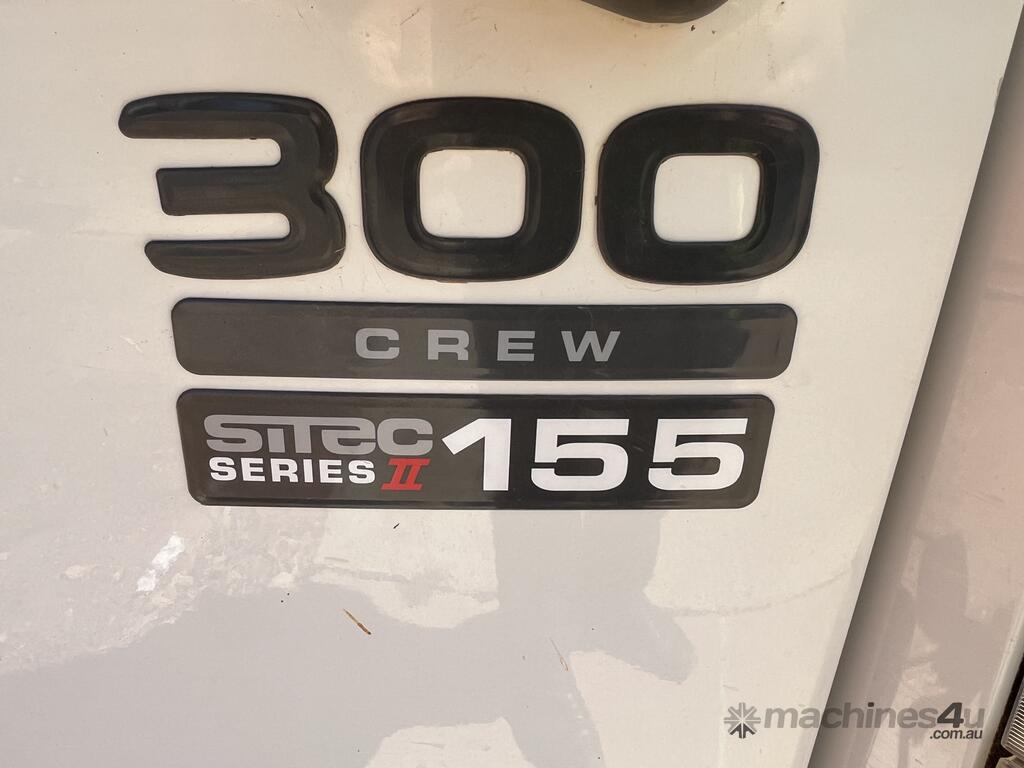 300
CREW
SITEC 155
SERIES II
machines4u
.com.au